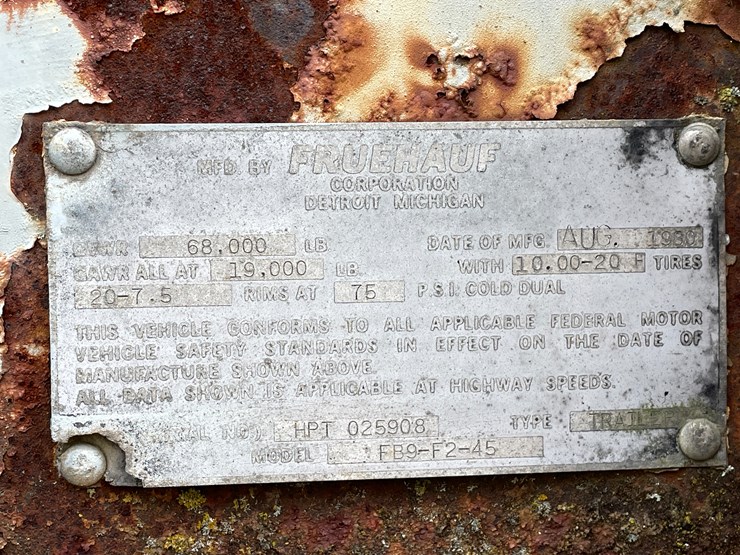 MFD BY FRUEHAUF
CORPORATION
DETROIT MICHIGAN
GVWR 68,000 LB DATE OF MFG AUG.
GAWR ALL AT 19,000 LB WITH 10.00-20 F TIRES
20-7.5 RIMS AT 75 P.S.I. COLD DUAL
THIS VEHICLE CONFORMS TO ALL APPLICABLE FEDERAL MOTOR
VEHICLE SAFETY STANDARDS IN EFFECT ON THE DATE OF
MANUFACTURE SHOWN ABOVE.
ALL DATA SHOWN IS APPLICABLE AT HIGHWAY SPEEDS.
HPT 025908 TYPE
MODEL FB9-F2-45